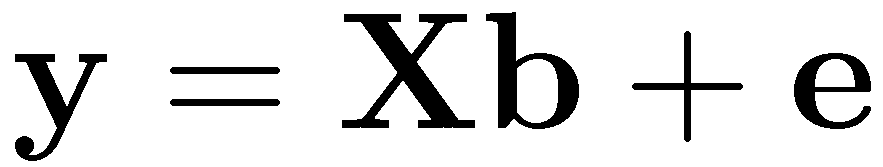 y = Xb + e